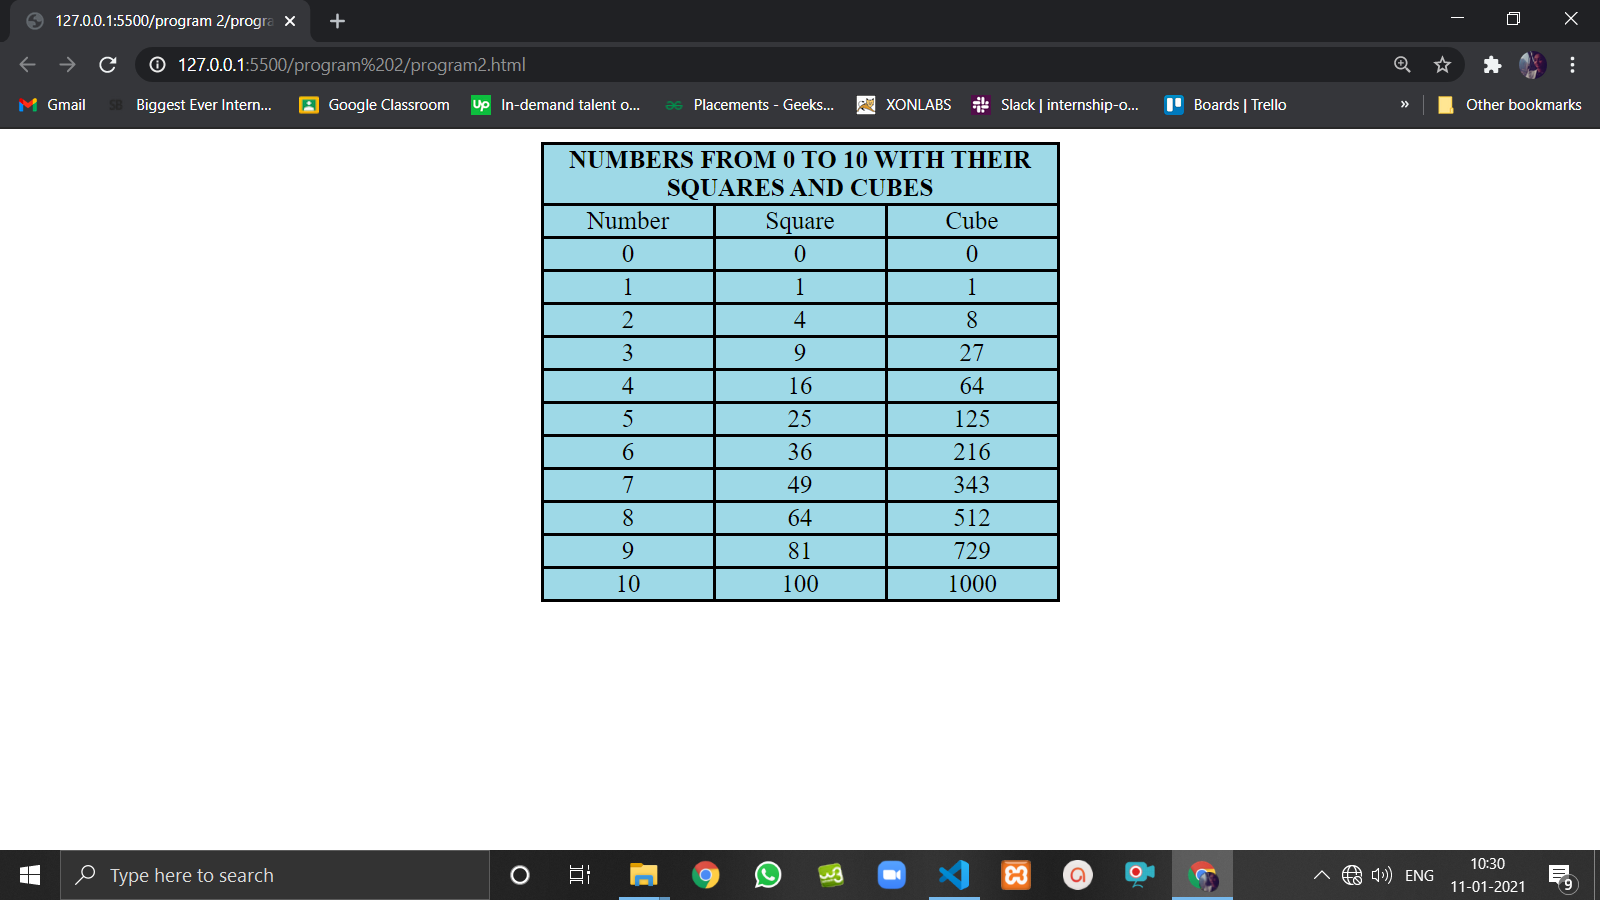 127.0.0.1:5500/program 2/progra
127.0.0.1:5500/program%202/program2.html
Gmail SB Biggest Ever Intern... Google Classroom Up In-demand talent o... Placements - Geeks... XONLABS Slack | internship-o... Boards | Trello » Other bookmarks
NUMBERS FROM 0 TO 10 WITH THEIR
SQUARES AND CUBES
Number Square Cube
0 0 0
1 1 1
2 4 8
3 9 27
4 16 64
5 25 125
6 36 216
7 49 343
8 64 512
9 81 729
10 100 1000
Type here to search
ENG
10:30
11-01-2021
9